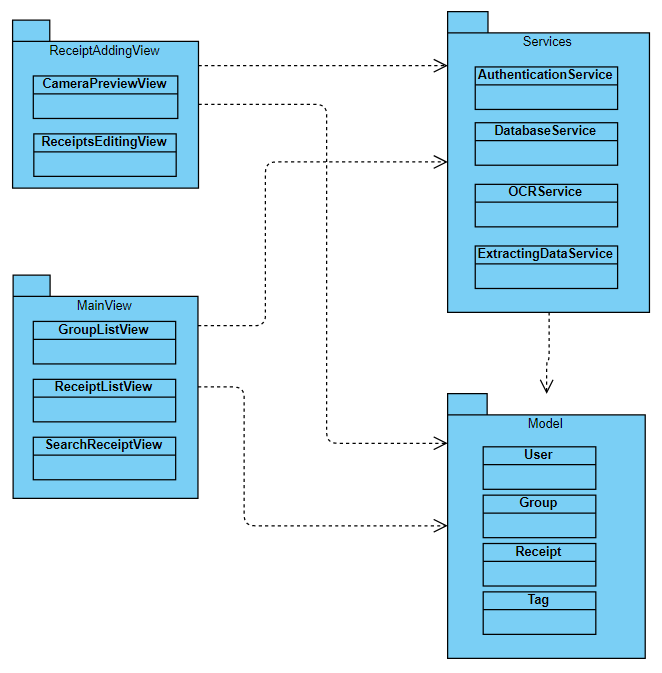 ReceiptAddingView
CameraPreviewView
ReceiptsEditingView
MainView
GroupListView
ReceiptListView
SearchReceiptView
Services
AuthenticationService
DatabaseService
OCRService
ExtractingDataService
Model
User
Group
Receipt
Tag